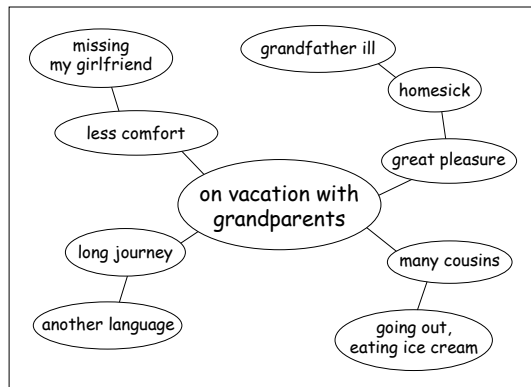 missing
my girlfriend
grandfather ill
homesick
less comfort
great pleasure
on vacation with
grandparents
long journey
many cousins
another language
going out,
eating ice cream